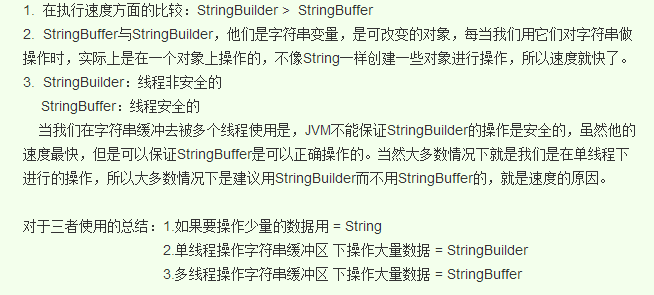 1. 在执行速度方面的比较：StringBuilder > StringBuffer
2. StringBuffer与StringBuilder，他们是字符串变量，是可改变的对象，每当我们用它们对字符串做
操作时，实际上是在一个对象上操作的，不像String一样创建一些对象进行操作，所以速度就快了。
3. StringBuilder：线程非安全的
StringBuffer：线程安全的
当我们在字符串缓冲去被多个线程使用是，JVM不能保证StringBuilder的操作是安全的，虽然他的
速度最快，但是可以保证StringBuffer是可以正确操作的。当然大多数情况下就是我们是在单线程下
进行的操作，所以大多数情况下是建议用StringBuilder而不用StringBuffer的，就是速度的原因。
对于三者使用的总结：1.如果要操作少量的数据用 = String
2.单线程操作字符串缓冲区 下操作大量数据 = StringBuilder
3.多线程操作字符串缓冲区 下操作大量数据 = StringBuffer